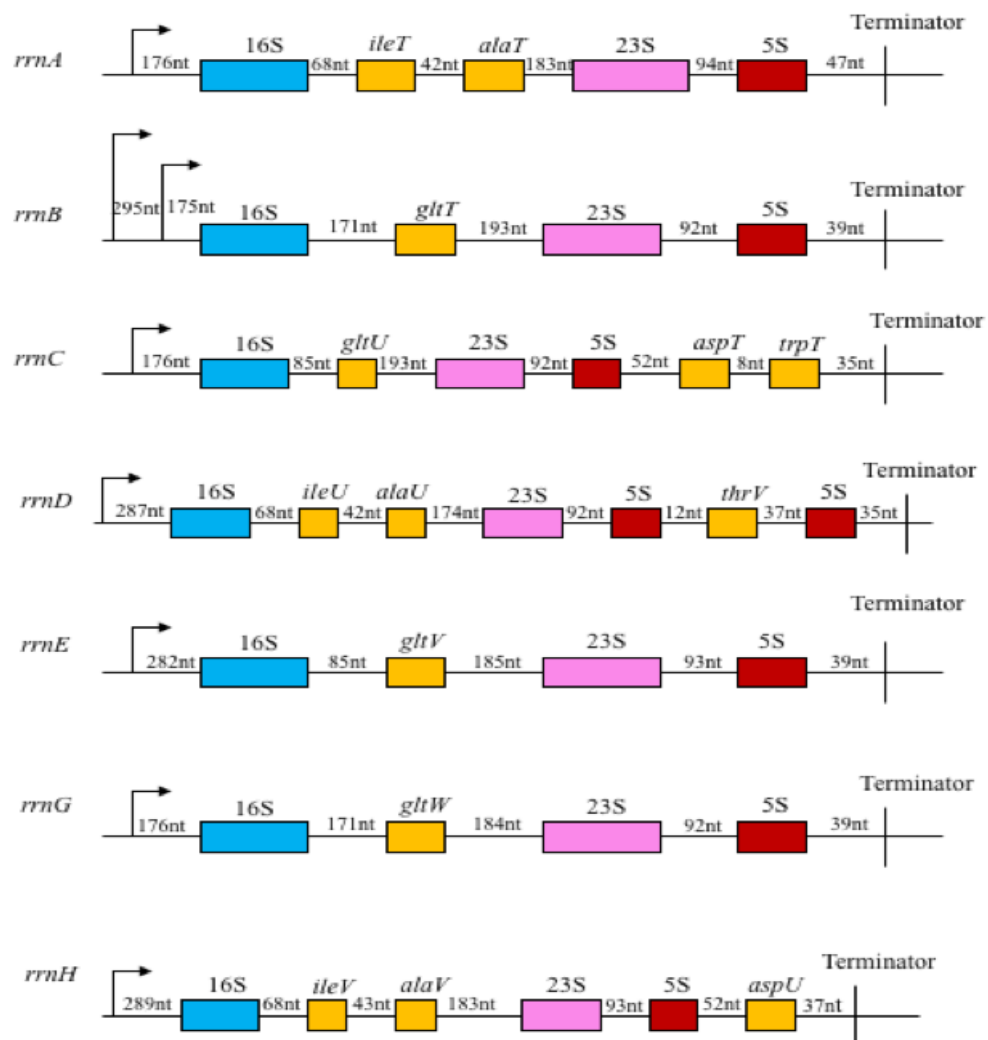 Terminator
16S ileT alaT 23S 5S
rrnA 176nt 68nt 42nt 183nt 94nt 47nt
Terminator
rrnB 295nt 175nt 16S gltT 23S 5S
171nt 193nt 92nt 39nt
Terminator
rrnC 16S gltU 23S 5S aspT trpT
176nt 85nt 193nt 92nt 52nt 8nt 35nt
Terminator
rrnD 16S ileU alaU 23S 5S thrV 5S
287nt 68nt 42nt 174nt 92nt 12nt 37nt 35nt
Terminator
rrnE 16S gltV 23S 5S
282nt 85nt 185nt 93nt 39nt
Terminator
rrnG 16S gltW 23S 5S
176nt 171nt 184nt 92nt 39nt
Terminator
rrnH 16S ileV alaV 23S 5S aspU
289nt 68nt 43nt 183nt 93nt 52nt 37nt